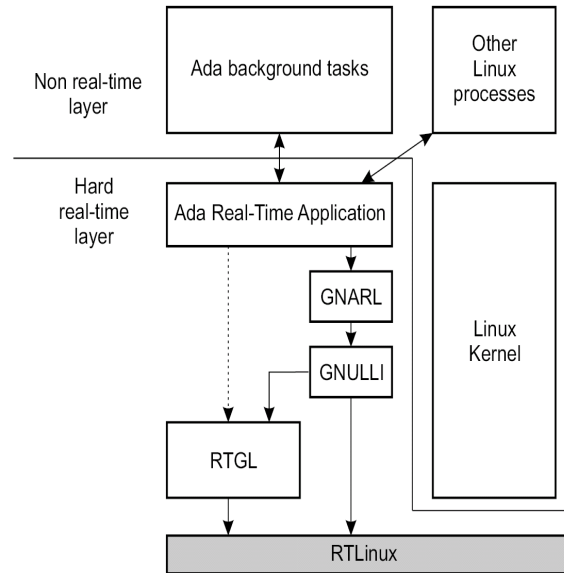 Ada background tasks
Other
Linux
processes
Non real-time
layer
Hard
real-time
layer
Ada Real-Time Application
GNARL
Linux
Kernel
GNULLI
RTGL
RTLinux